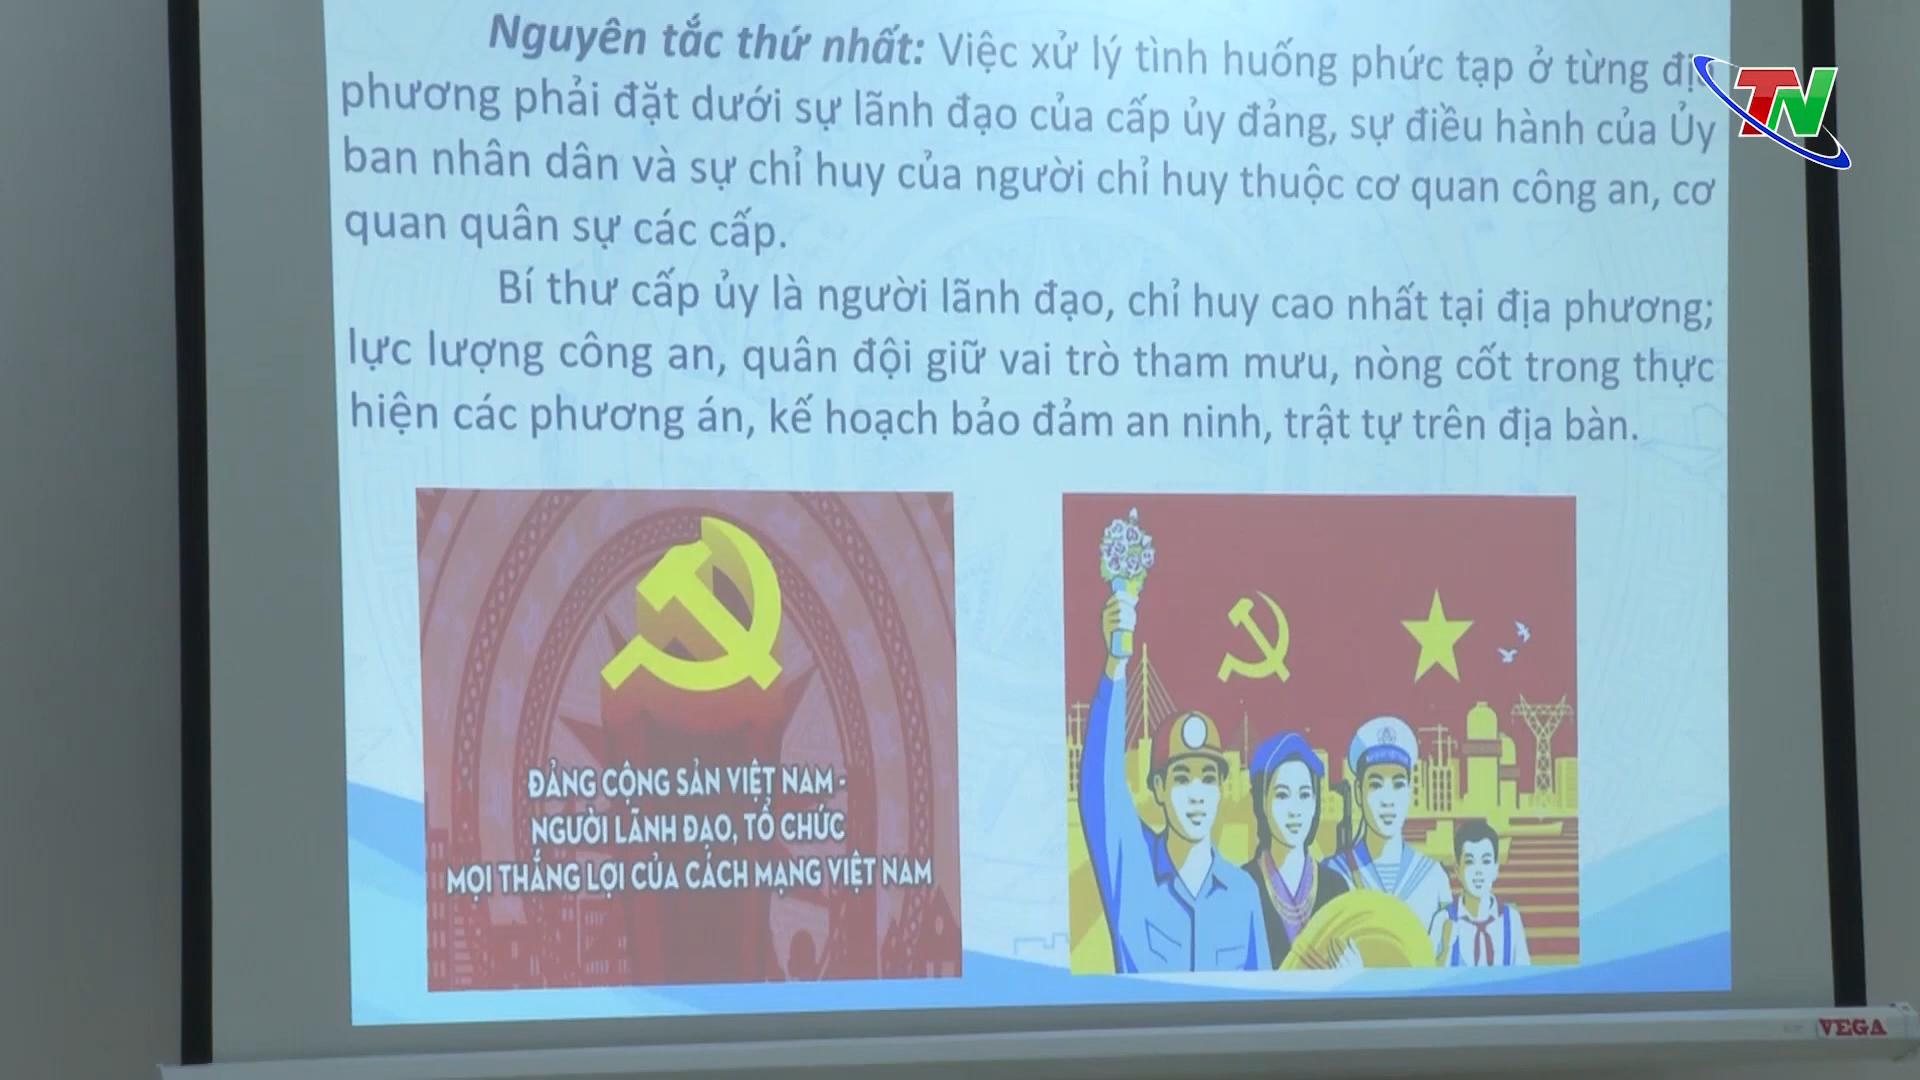 Nguyên tắc thứ nhất: Việc xử lý tình huống phức tạp ở từng địa
phương phải đặt dưới sự lãnh đạo của cấp ủy đảng, sự điều hành của Ủy
ban nhân dân và sự chỉ huy của người chỉ huy thuộc cơ quan công an, cơ
quan quân sự các cấp.
Bí thư cấp ủy là người lãnh đạo, chỉ huy cao nhất tại địa phương;
lực lượng công an, quân đội giữ vai trò tham mưu, nòng cốt trong thực
hiện các phương án, kế hoạch bảo đảm an ninh, trật tự trên địa bàn.
ĐẢNG CỘNG SẢN VIỆT NAM -
NGƯỜI LÃNH ĐẠO, TỔ CHỨC
MỌI THẮNG LỢI CỦA CÁCH MẠNG VIỆT NAM
TN
VEGA